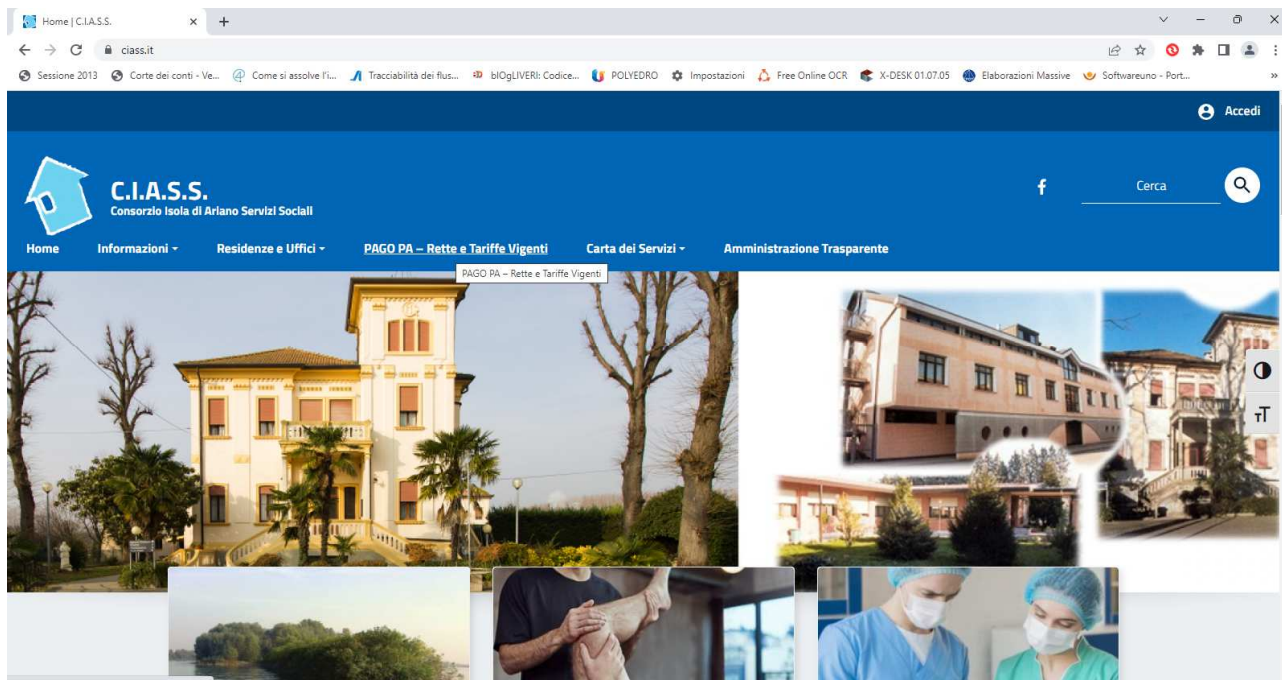 Home | C.I.A.S.S.
ciass.it
Sessione 2013 Corte dei conti - Ve... Come si assolve l'i... Tracciabilità dei flus... blOgLIVERI: Codice... POLYEDRO Impostazioni Free Online OCR X-DESK 01.07.05 Elaborazioni Massive Softwareuno - Port... »
Accedi
C.I.A.S.S.
Consorzio Isola di Ariano Servizi Sociali
f Cerca
Home Informazioni Residenze e Uffici PAGO PA – Rette e Tariffe Vigenti Carta dei Servizi Amministrazione Trasparente
PAGO PA – Rette e Tariffe Vigenti
тT